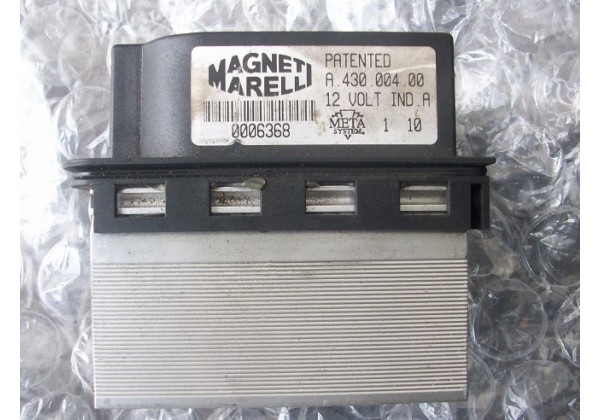 MAGNETI
MARELLI
0006368
PATENTED
A.430.004.00
12 VOLT IND.A
META
SYSTEM
1 10